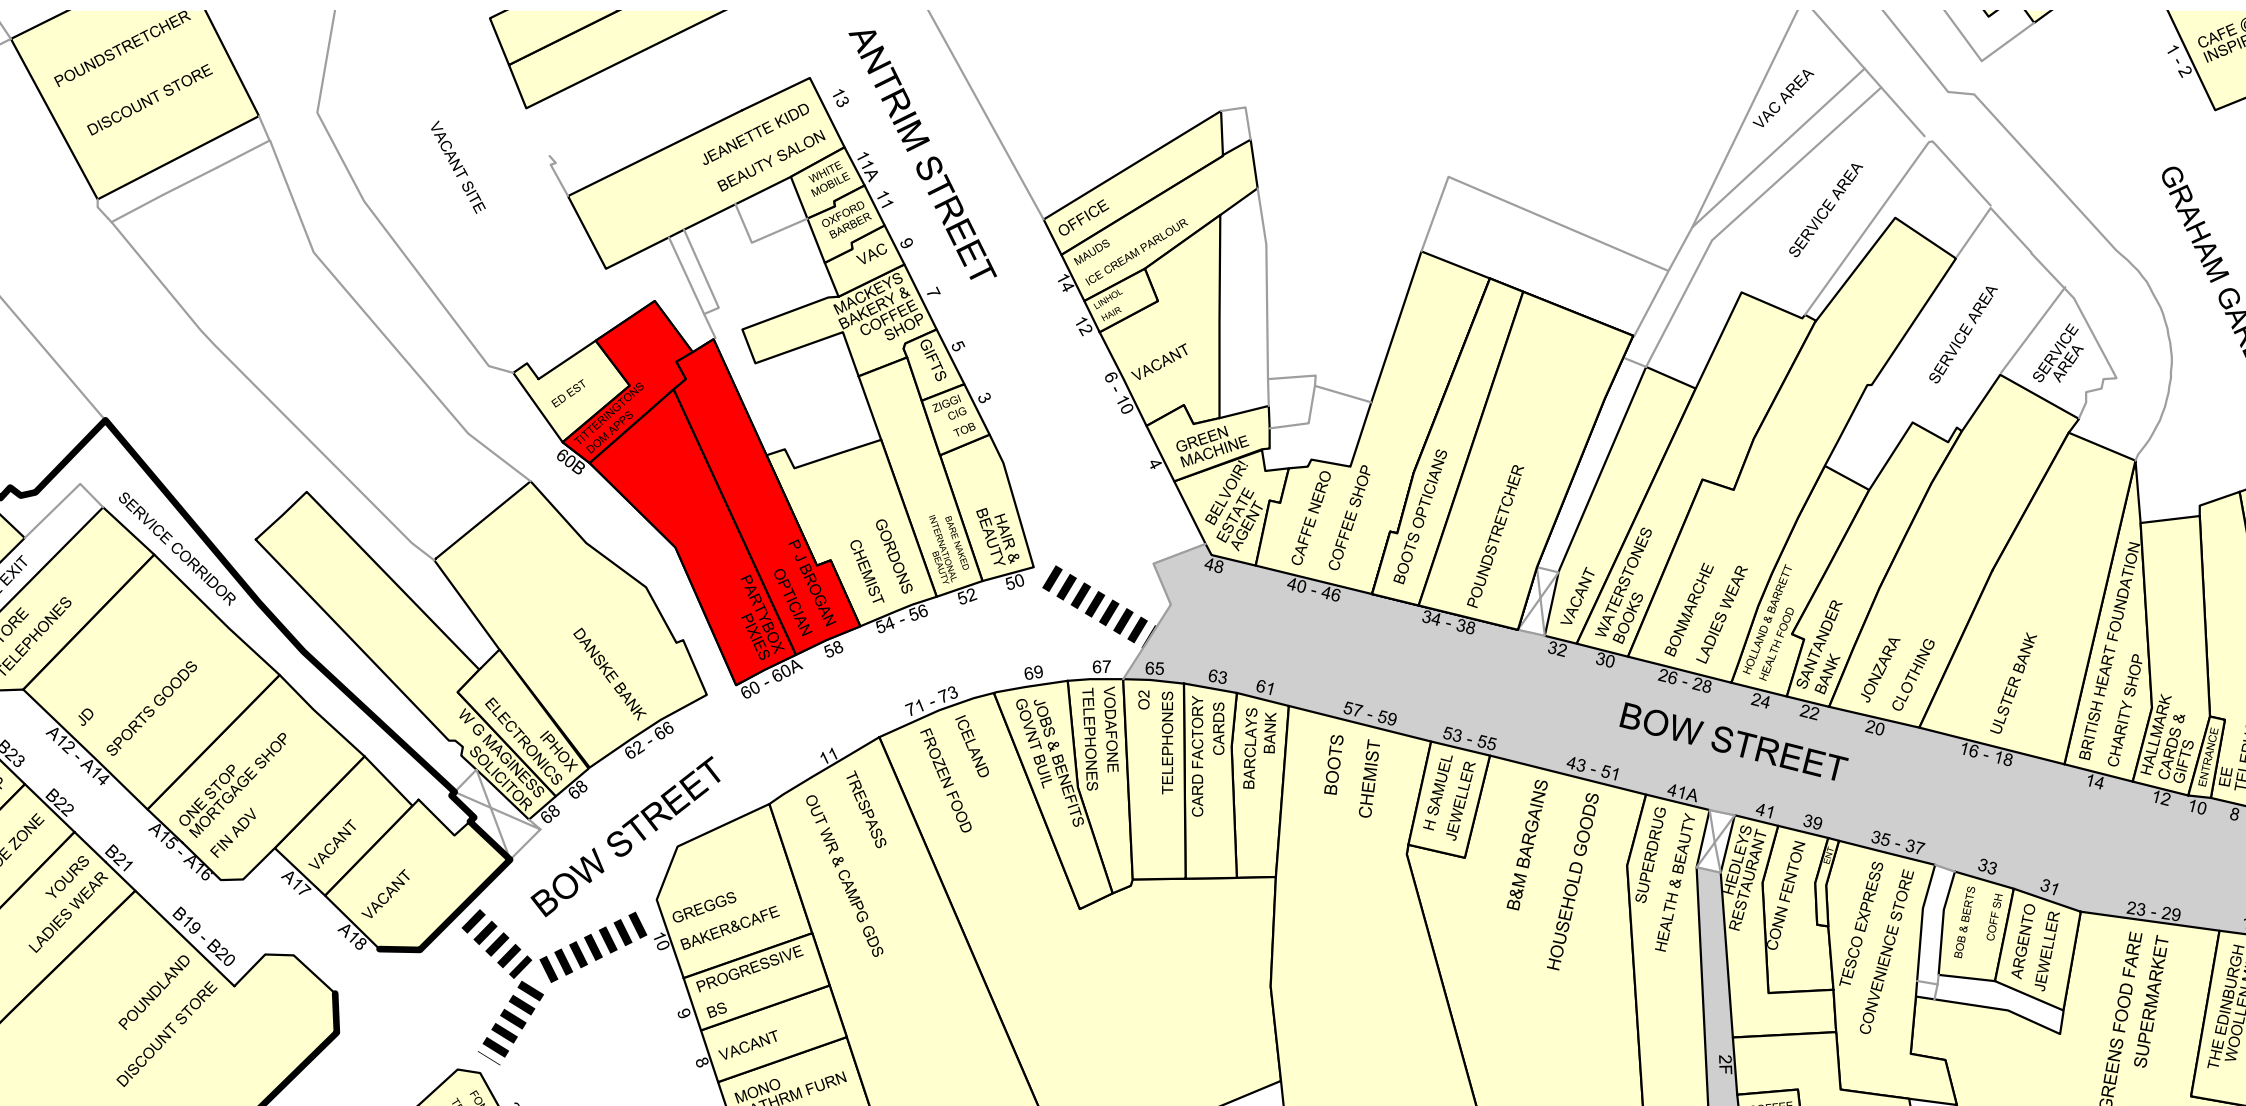 POUNDSTRETCHER
DISCOUNT STORE
VACANT SITE
JEANETTE KIDD
BEAUTY SALON
13
WHITE
MOBILE
11A
OXFORD
BARBER
11
VAC
9
MACKEYS
BAKERY &
COFFEE
SHOP
7
GIFTS
5
ZIGGI
CIG
TOB
3
ANTRIM STREET
OFFICE
MAUDS
ICE CREAM PARLOUR
14
LINHOL
HAIR
12
VACANT
6 - 10
GREEN
MACHINE
4
BELVOIR!
ESTATE
AGENT
48
VAC AREA
SERVICE AREA
SERVICE AREA
SERVICE
AREA
1 - 2
CAFE @
GRAHAM
ED EST
TITTERINGTONS
DOM APPS
60B
PARTYBOX
PIXIES
60 - 60A
P J BROGAN
OPTICIAN
58
GORDONS
CHEMIST
54 - 56
BARE NAKED
INTERNATIONAL
BEAUTY
52
HAIR &
BEAUTY
50
CAFFE NERO
COFFEE SHOP
40 - 46
BOOTS OPTICIANS
POUNDSTRETCHER
34 - 38
VACANT
32
WATERSTONES
BOOKS
30
BONMARCHE
LADIES WEAR
26 - 28
HOLLAND & BARRETT
HEALTH FOOD
24
SANTANDER
BANK
22
JONZARA
CLOTHING
20
ULSTER BANK
16 - 18
BRITISH HEART FOUNDATION
CHARITY SHOP
14
HALLMARK
CARDS &
GIFTS
12
ENTRANCE
10
EE
8
SERVICE CORRIDOR
EXIT
TELEPHONES
JD
SPORTS GOODS
A12 - A14
ONE STOP
MORTGAGE SHOP
FIN ADV
A15 - A16
VACANT
A17
VACANT
A18
B23
B22
ZONE
B21
YOURS
LADIES WEAR
B19 - B20
POUNDLAND
DISCOUNT STORE
DANSKE BANK
62 - 66
IPHOX
ELECTRONICS
68
W G MAGINESS
SOLICITOR
68
BOW STREET
GREGGS
BAKER&CAFE
10
PROGRESSIVE
BS
9
VACANT
8
MONO
FURN
11
TRESPASS
OUT WR & CAMPG GDS
71 - 73
ICELAND
FROZEN FOOD
69
JOBS & BENEFITS
GOVNT BUIL
67
VODAFONE
TELEPHONES
65
O2
TELEPHONES
63
CARD FACTORY
CARDS
61
BARCLAYS
BANK
57 - 59
BOOTS
CHEMIST
53 - 55
H SAMUEL
JEWELLER
43 - 51
B&M BARGAINS
HOUSEHOLD GOODS
BOW STREET
41A
SUPERDRUG
HEALTH & BEAUTY
2F
41
HEDLEYS
RESTAURANT
39
CONN FENTON
ENT
35 - 37
TESCO EXPRESS
CONVENIENCE STORE
33
BOB & BERTS
COFF SH
31
ARGENTO
JEWELLER
23 - 29
GREENS FOOD FARE
SUPERMARKET
THE EDINBURGH
WOOLLEN